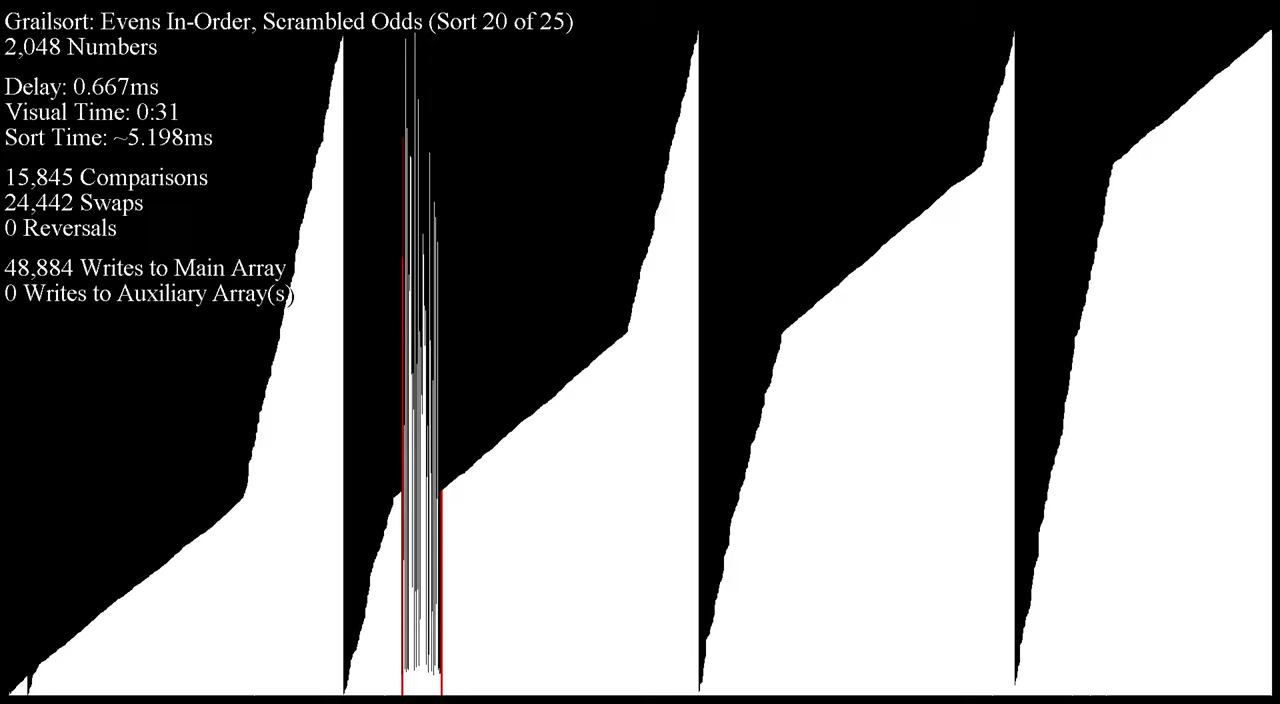 Grailsort: Evens In-Order, Scrambled Odds (Sort 20 of 25)
2,048 Numbers
Delay: 0.667ms
Visual Time: 0:31
Sort Time: ~5.198ms
15,845 Comparisons
24,442 Swaps
0 Reversals
48,884 Writes to Main Array
0 Writes to Auxiliary Array(s)